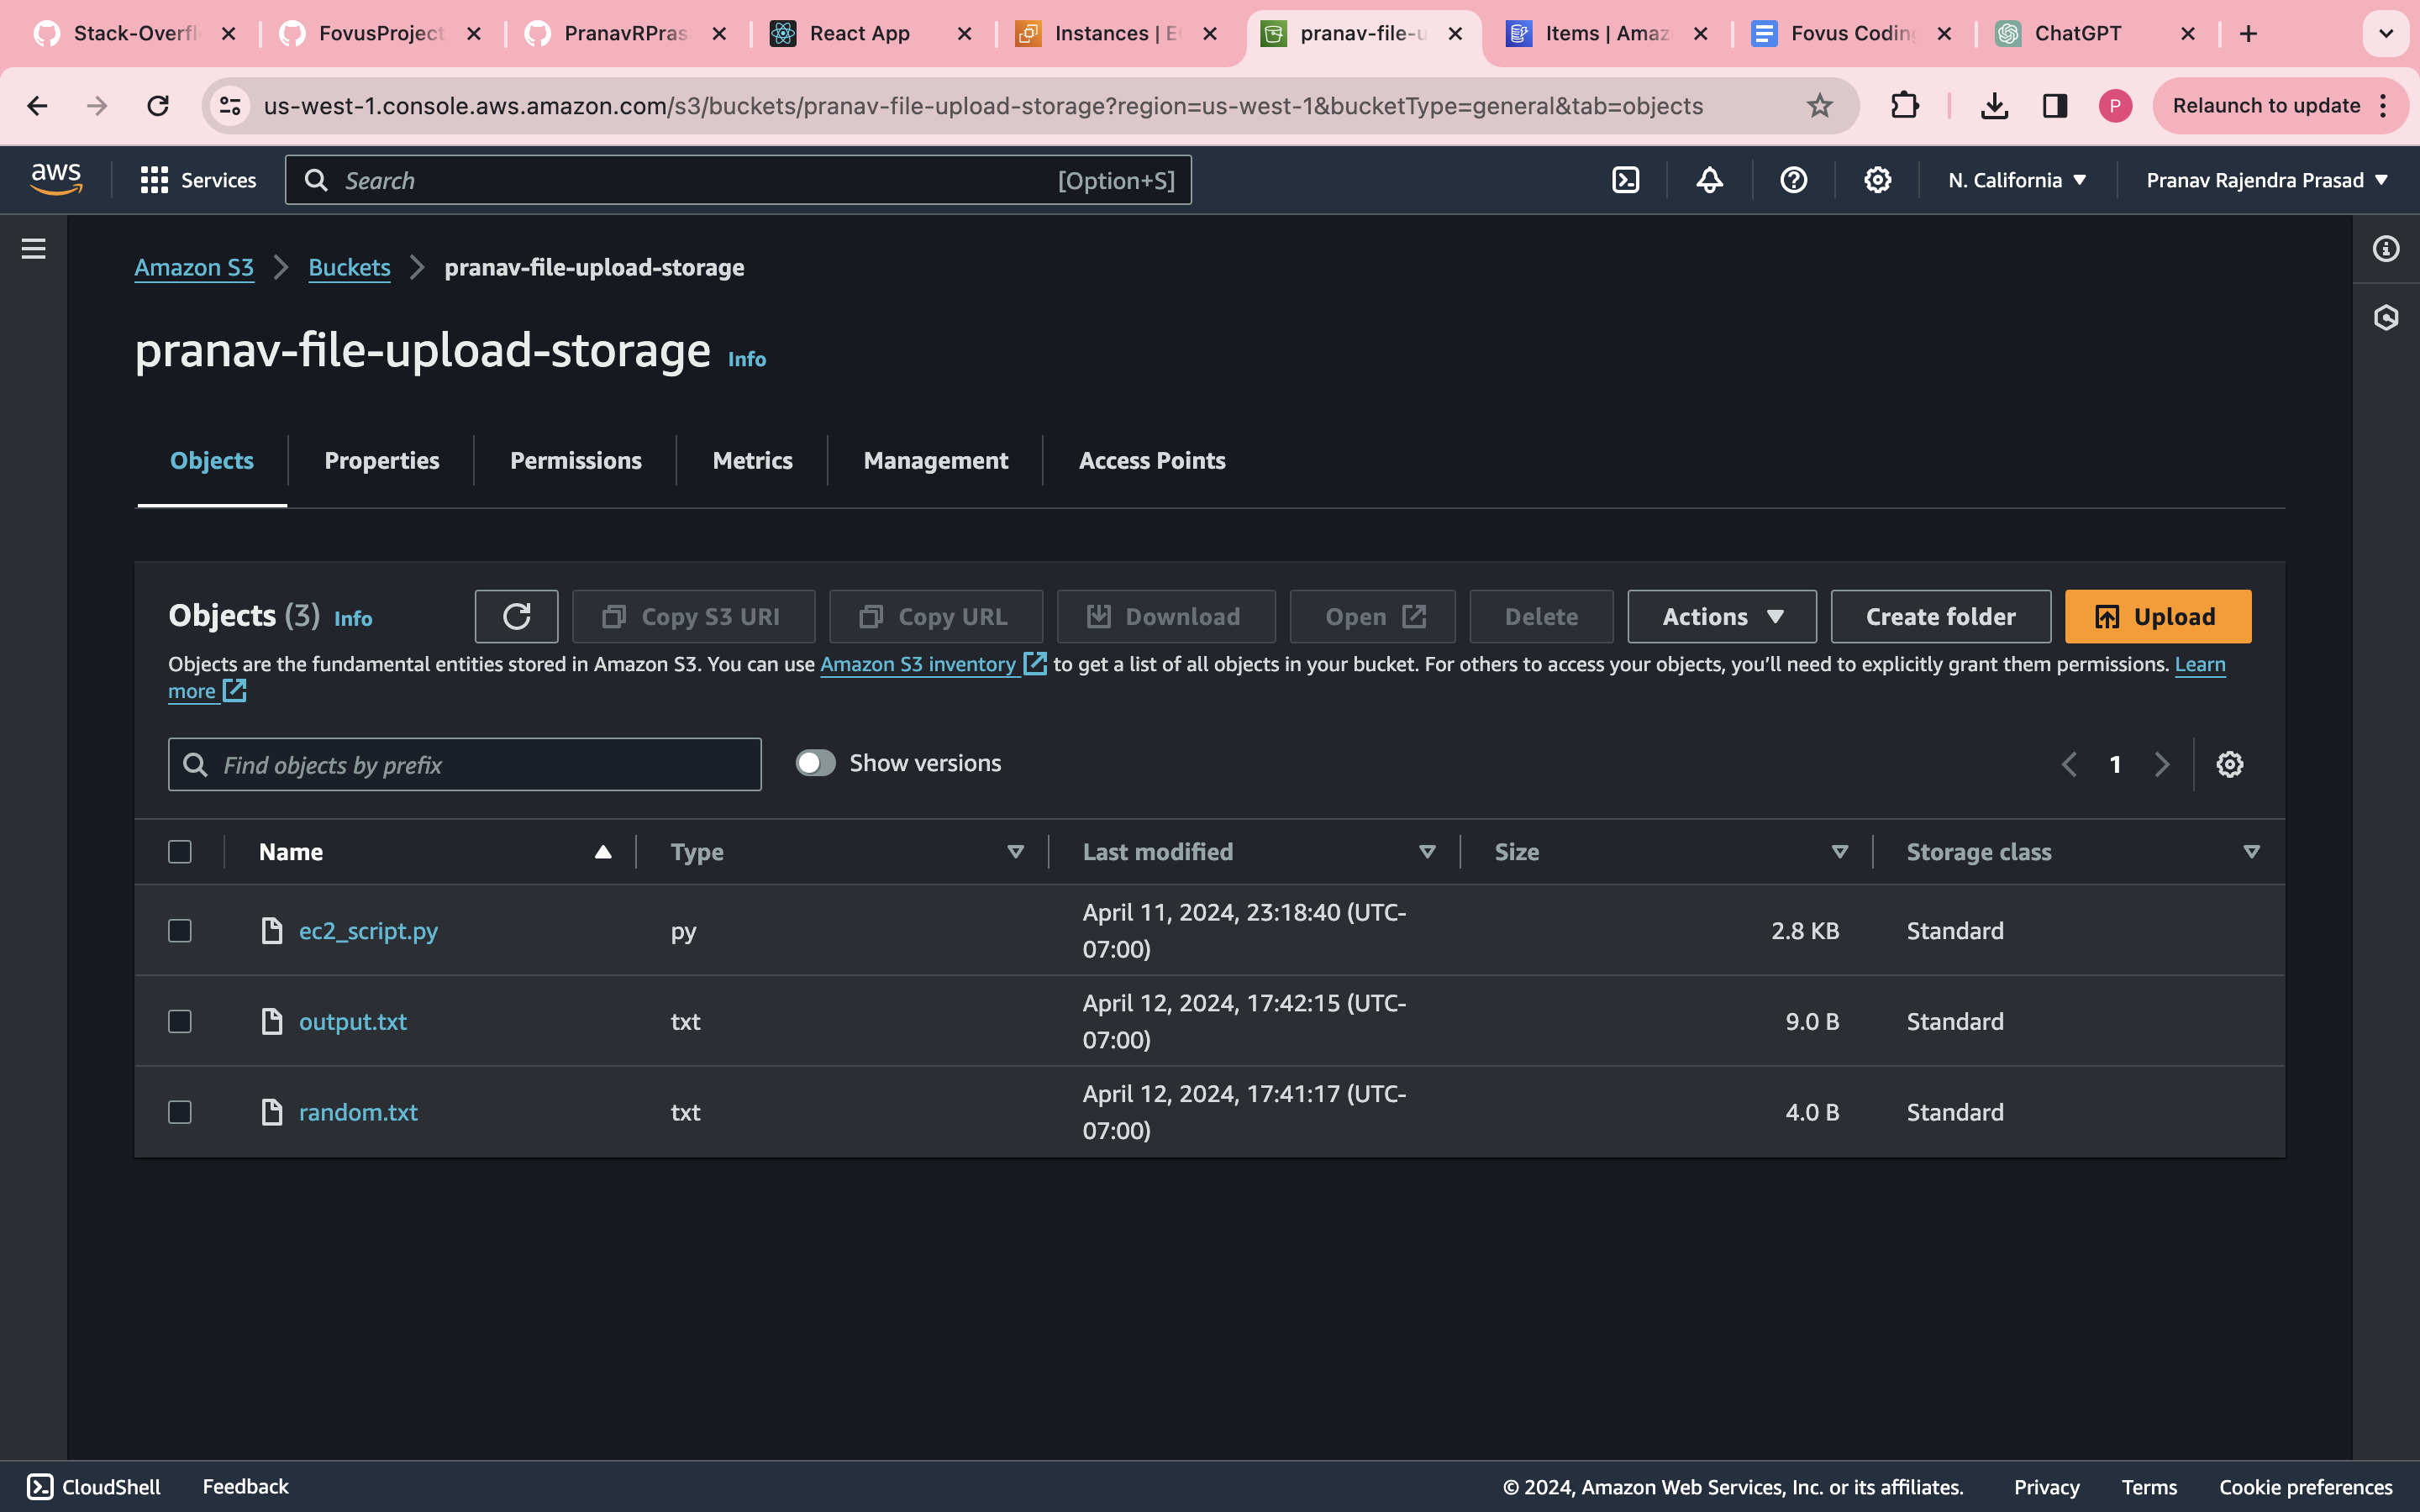 Stack-Overfl
FovusProject
PranavRPras
React App
Instances | E
pranav-file-u
Items | Amaz
Fovus Coding
ChatGPT
us-west-1.console.aws.amazon.com/s3/buckets/pranav-file-upload-storage?region=us-west-1&bucketType=general&tab=objects
P
Relaunch to update
aws
Services
Search
[Option+S]
N. California
Pranav Rajendra Prasad
Amazon S3
Buckets
pranav-file-upload-storage
pranav-file-upload-storage Info
Objects
Properties
Permissions
Metrics
Management
Access Points
Objects (3) Info
Copy S3 URI
Copy URL
Download
Open
Delete
Actions
Create folder
Upload
Objects are the fundamental entities stored in Amazon S3. You can use Amazon S3 inventory to get a list of all objects in your bucket. For others to access your objects, you’ll need to explicitly grant them permissions. Learn
more
Find objects by prefix
Show versions
1
Name
Type
Last modified
Size
Storage class
ec2_script.py
py
April 11, 2024, 23:18:40 (UTC-
07:00)
2.8 KB
Standard
output.txt
txt
April 12, 2024, 17:42:15 (UTC-
07:00)
9.0 B
Standard
random.txt
txt
April 12, 2024, 17:41:17 (UTC-
07:00)
4.0 B
Standard
CloudShell
Feedback
© 2024, Amazon Web Services, Inc. or its affiliates.
Privacy
Terms
Cookie preferences